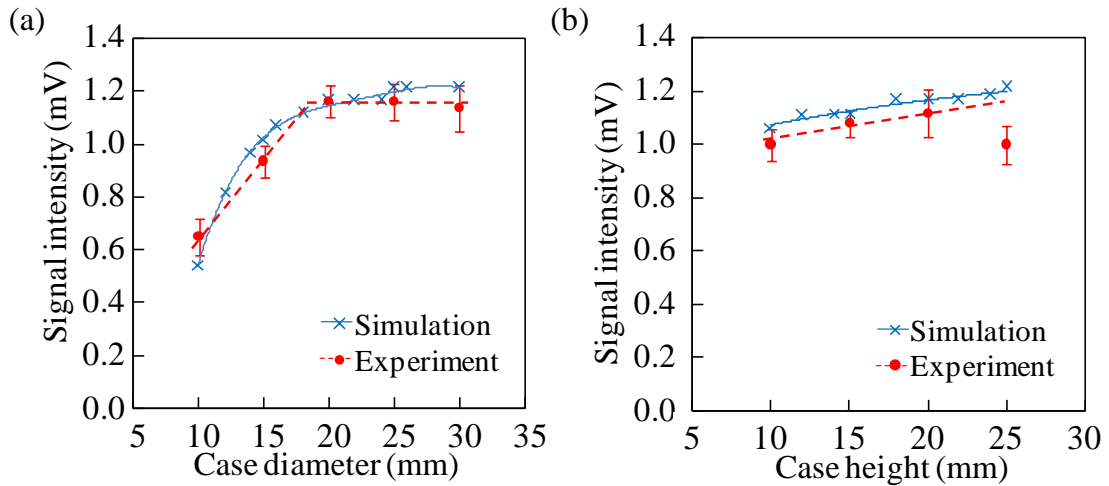 (a)
Signal intensity (mV)
1.4
1.2
1.0
0.8
0.6
0.4
0.2
0.0
5
10
15
20
25
30
35
Case diameter (mm)
Simulation
Experiment
(b)
Signal intensity (mV)
1.4
1.2
1.0
0.8
0.6
0.4
0.2
0.0
5
10
15
20
25
30
Case height (mm)
Simulation
Experiment